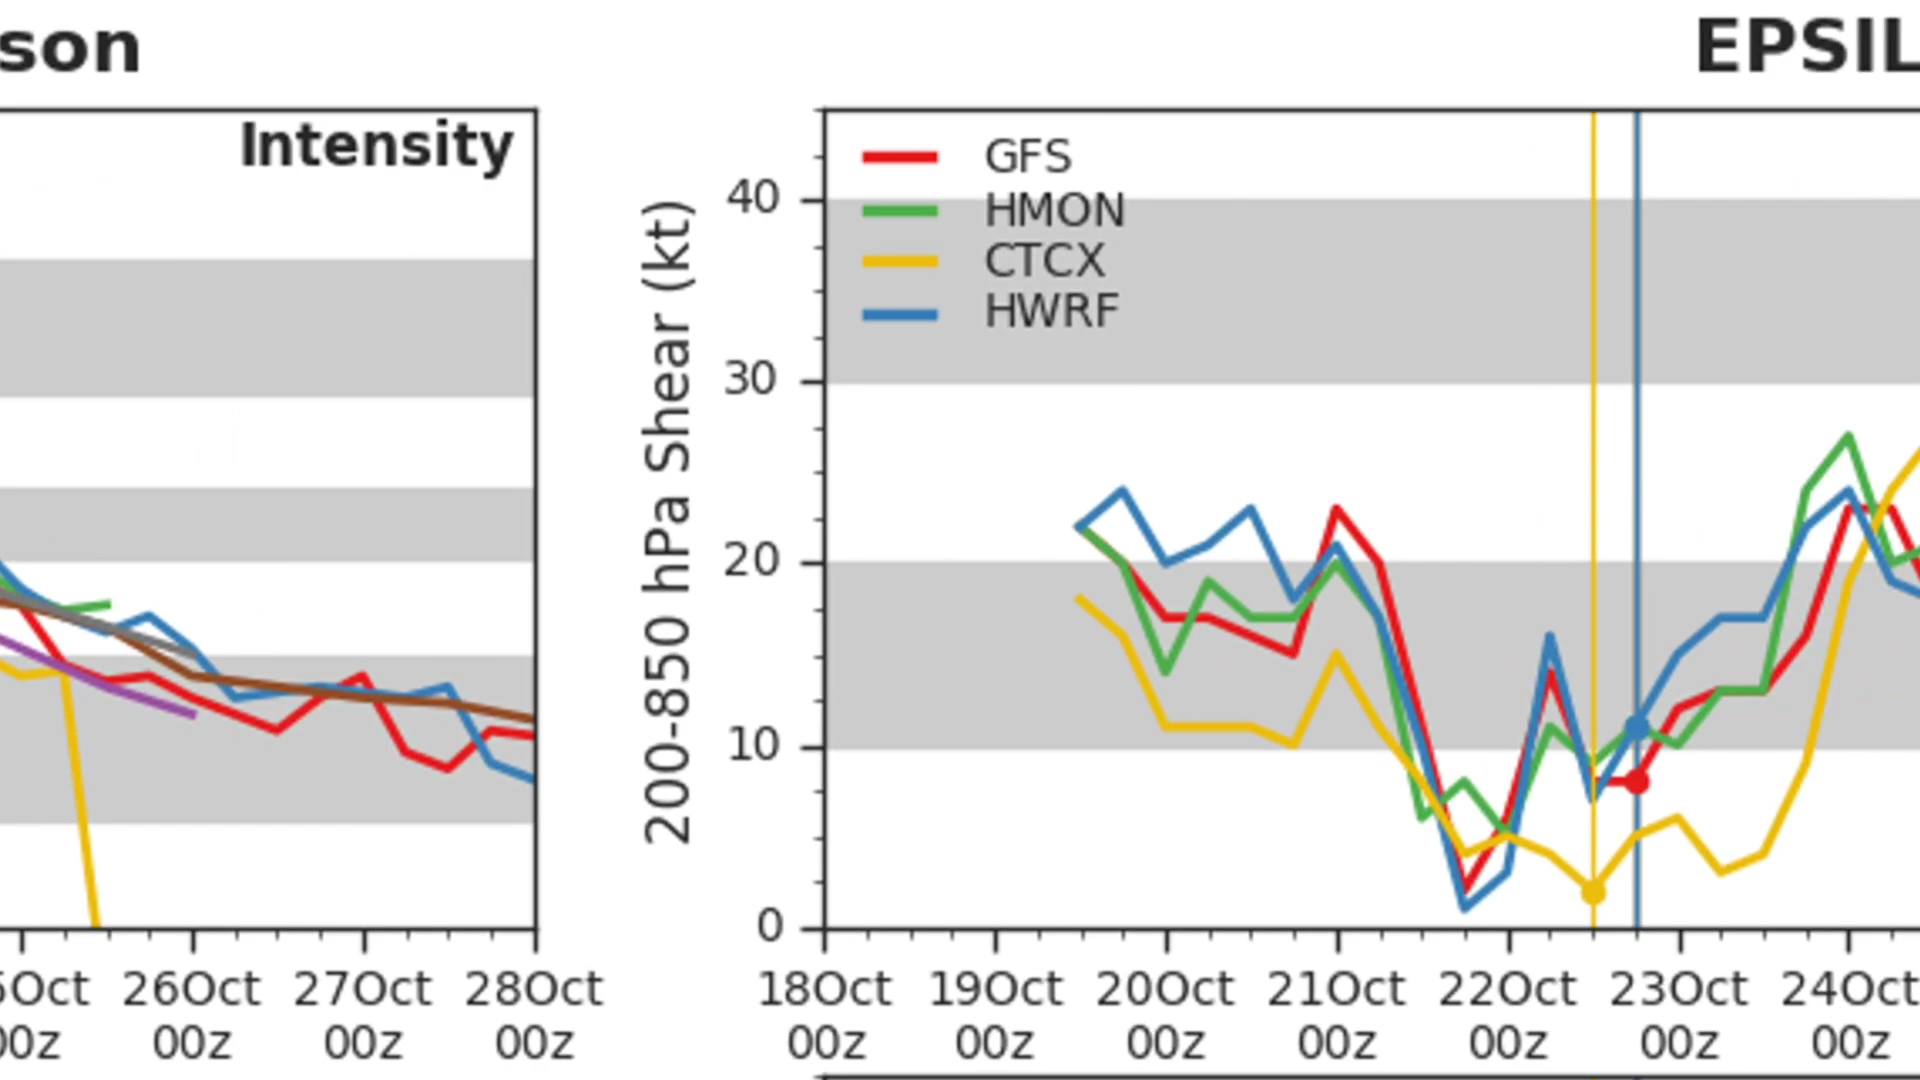 son
EPSIL
Intensity
200-850 hPa Shear (kt)
40
30
20
10
0
GFS
HMON
CTCX
HWRF
5Oct 26Oct 27Oct 28Oct
00z 00z 00z 00z
18Oct 19Oct 20Oct 21Oct 22Oct 23Oct 24Oct
00z 00z 00z 00z 00z 00z 00z